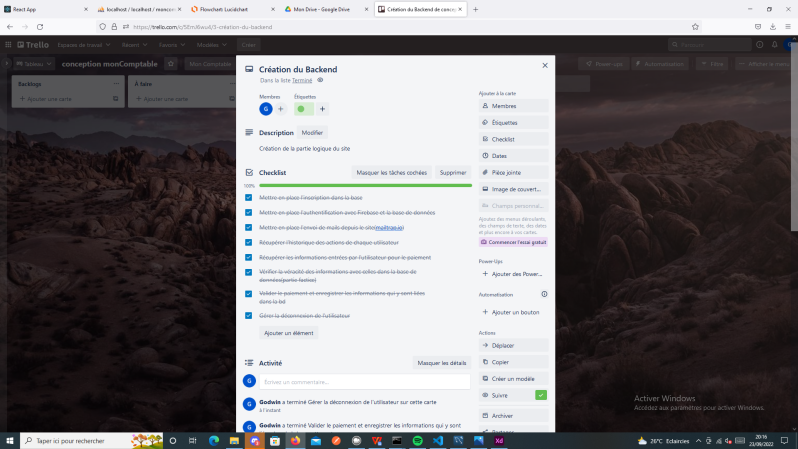 React App
localhost / localhost / moncom
Flowchart: Lucidchart
Mon Drive - Google Drive
Création du Backend de concep
https://trello.com/c/
/3-création-du-backend
Trello
Espaces de travail
Récent
Favoris
Modèles
Créer
Rechercher
Tableau
conception monComptable
Mon Comptable
Power-ups
Automatisation
Filtre
Afficher le menu
Backlogs
Ajouter une carte
À faire
Ajouter une carte
Création du Backend
Dans la liste Terminé
Membres
Étiquettes
G
Description
Modifier
Création de la partie logique du site
Checklist
Masquer les tâches cochées
Supprimer
100%
Mettre en place l'inscription dans la base
Mettre en place l'authentification avec Firebase et la base de données
Mettre en place l'envoi de mails depuis le site(mailtrap.io)
Récupérer l'historique des actions de chaque utilisateur
Récupérer les informations entrées par l'utilisateur pour le paiement
Vérifier la véracité des informations avec celles dans la base de
données(partie factice)
Valider le paiement et enregistrer les informations qui y sont liées
dans la bd
Gérer la déconnexion de l'utilisateur
Ajouter un élément
Activité
Masquer les détails
G
Écrivez un commentaire…
G
Godwin a terminé Gérer la déconnexion de l'utilisateur sur cette carte
à l'instant
G
Godwin a terminé Valider le paiement et enregistrer les informations qui y sont
Ajouter à la carte
Membres
Étiquettes
Checklist
Dates
Pièce jointe
Image de couvert...
Champs personnal...
Ajoutez des menus déroulants,
des champs de texte, des dates
et plus encore à vos cartes.
Commencez l'essai gratuit
Power-Ups
Ajouter des Power...
Automatisation
Ajouter un bouton
Actions
Déplacer
Copier
Créer un modèle
Suivre
Archiver
Partager
Activer Windows
Accédez aux paramètres pour activer Windows.
Taper ici pour rechercher
Xd
26°C
Eclaircies
20:16
23/09/2022